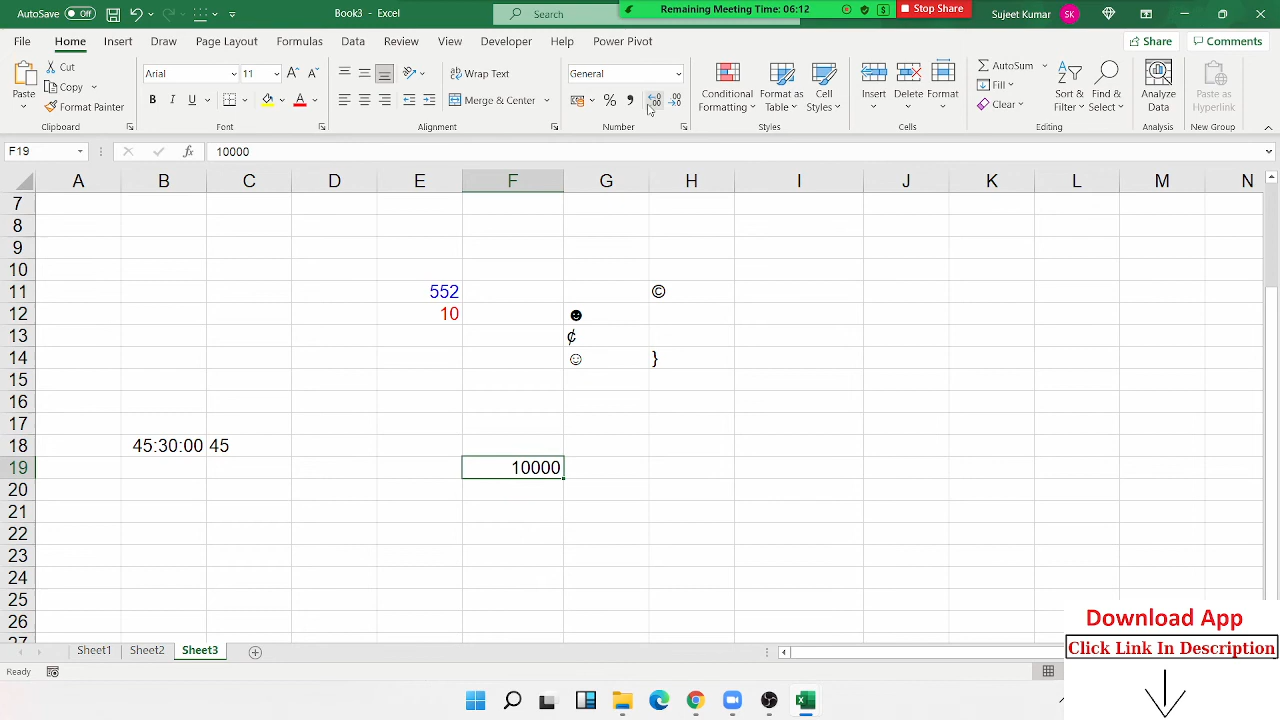 AutoSave Off
Book3 - Excel
Search
Remaining Meeting Time: 06:12
Stop Share
Sujeet Kumar SK
File Home Insert Draw Page Layout Formulas Data Review View Developer Help Power Pivot Share Comments
Paste Cut Copy Format Painter
Clipboard
Arial 11
B I U A
Font
Wrap Text
Merge & Center
Alignment
General
% ,
Number
Conditional Formatting
Format as Table
Cell Styles
Styles
Insert Delete Format
Cells
AutoSum
Fill
Clear
Sort & Filter
Find & Select
Editing
Analyze Data
Analysis
Paste as Hyperlink
New Group
F19 fx 10000
A B C D E F G H I J K L M N
7
8
9
10
11 552 ©
12 10 ☻
13 ¢
14 ☺ }
15
16
17
18 45:30:00 45
19 10000
20
21
22
23
24
25
26
27
Sheet1 Sheet2 Sheet3
Ready
Download App
Click Link In Description